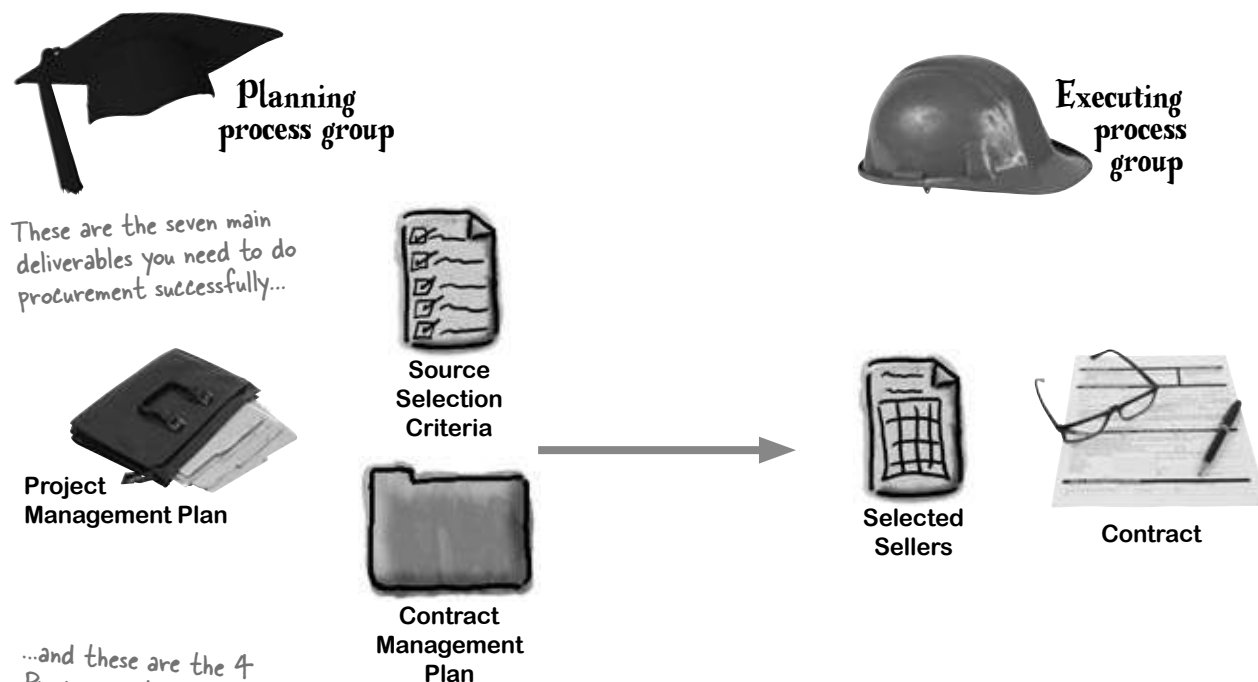 Planning
process group
Executing
process
group
These are the seven main
deliverables you need to do
procurement successfully...
Source
Selection
Criteria
Project
Management Plan
Selected
Sellers
Contract
Contract
Management
Plan
...and these are the 4